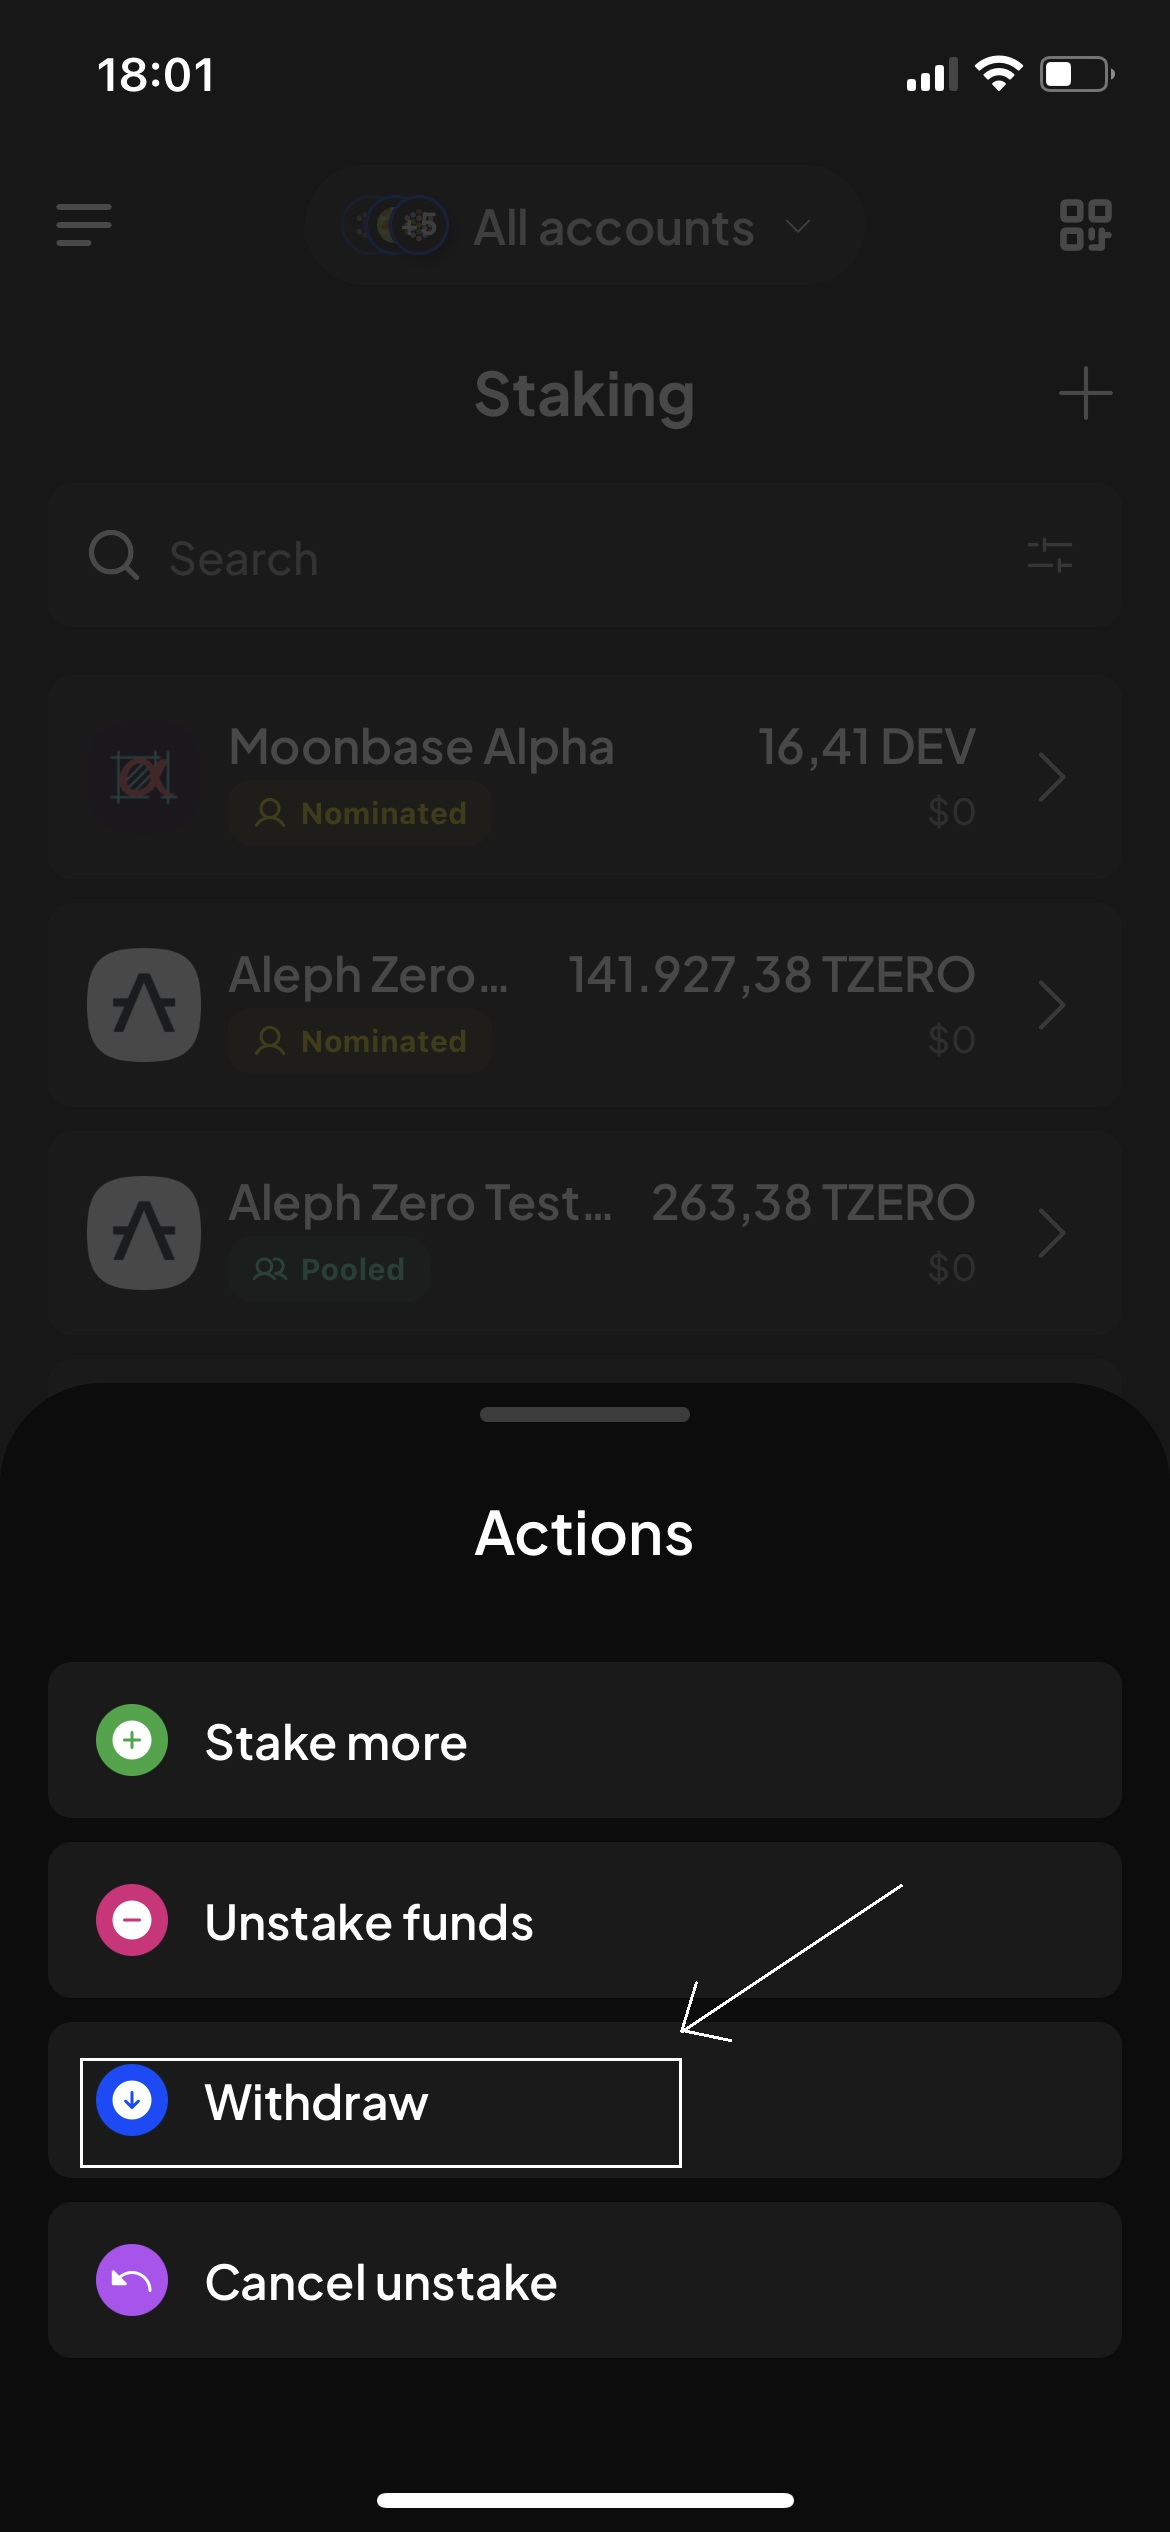 18:01
+5 All accounts
Staking
Search
Moonbase Alpha 16,41 DEV
Nominated $0
Aleph Zero... 141.927,38 TZERO
Nominated $0
Aleph Zero Test... 263,38 TZERO
Pooled $0
Actions
Stake more
Unstake funds
Withdraw
Cancel unstake